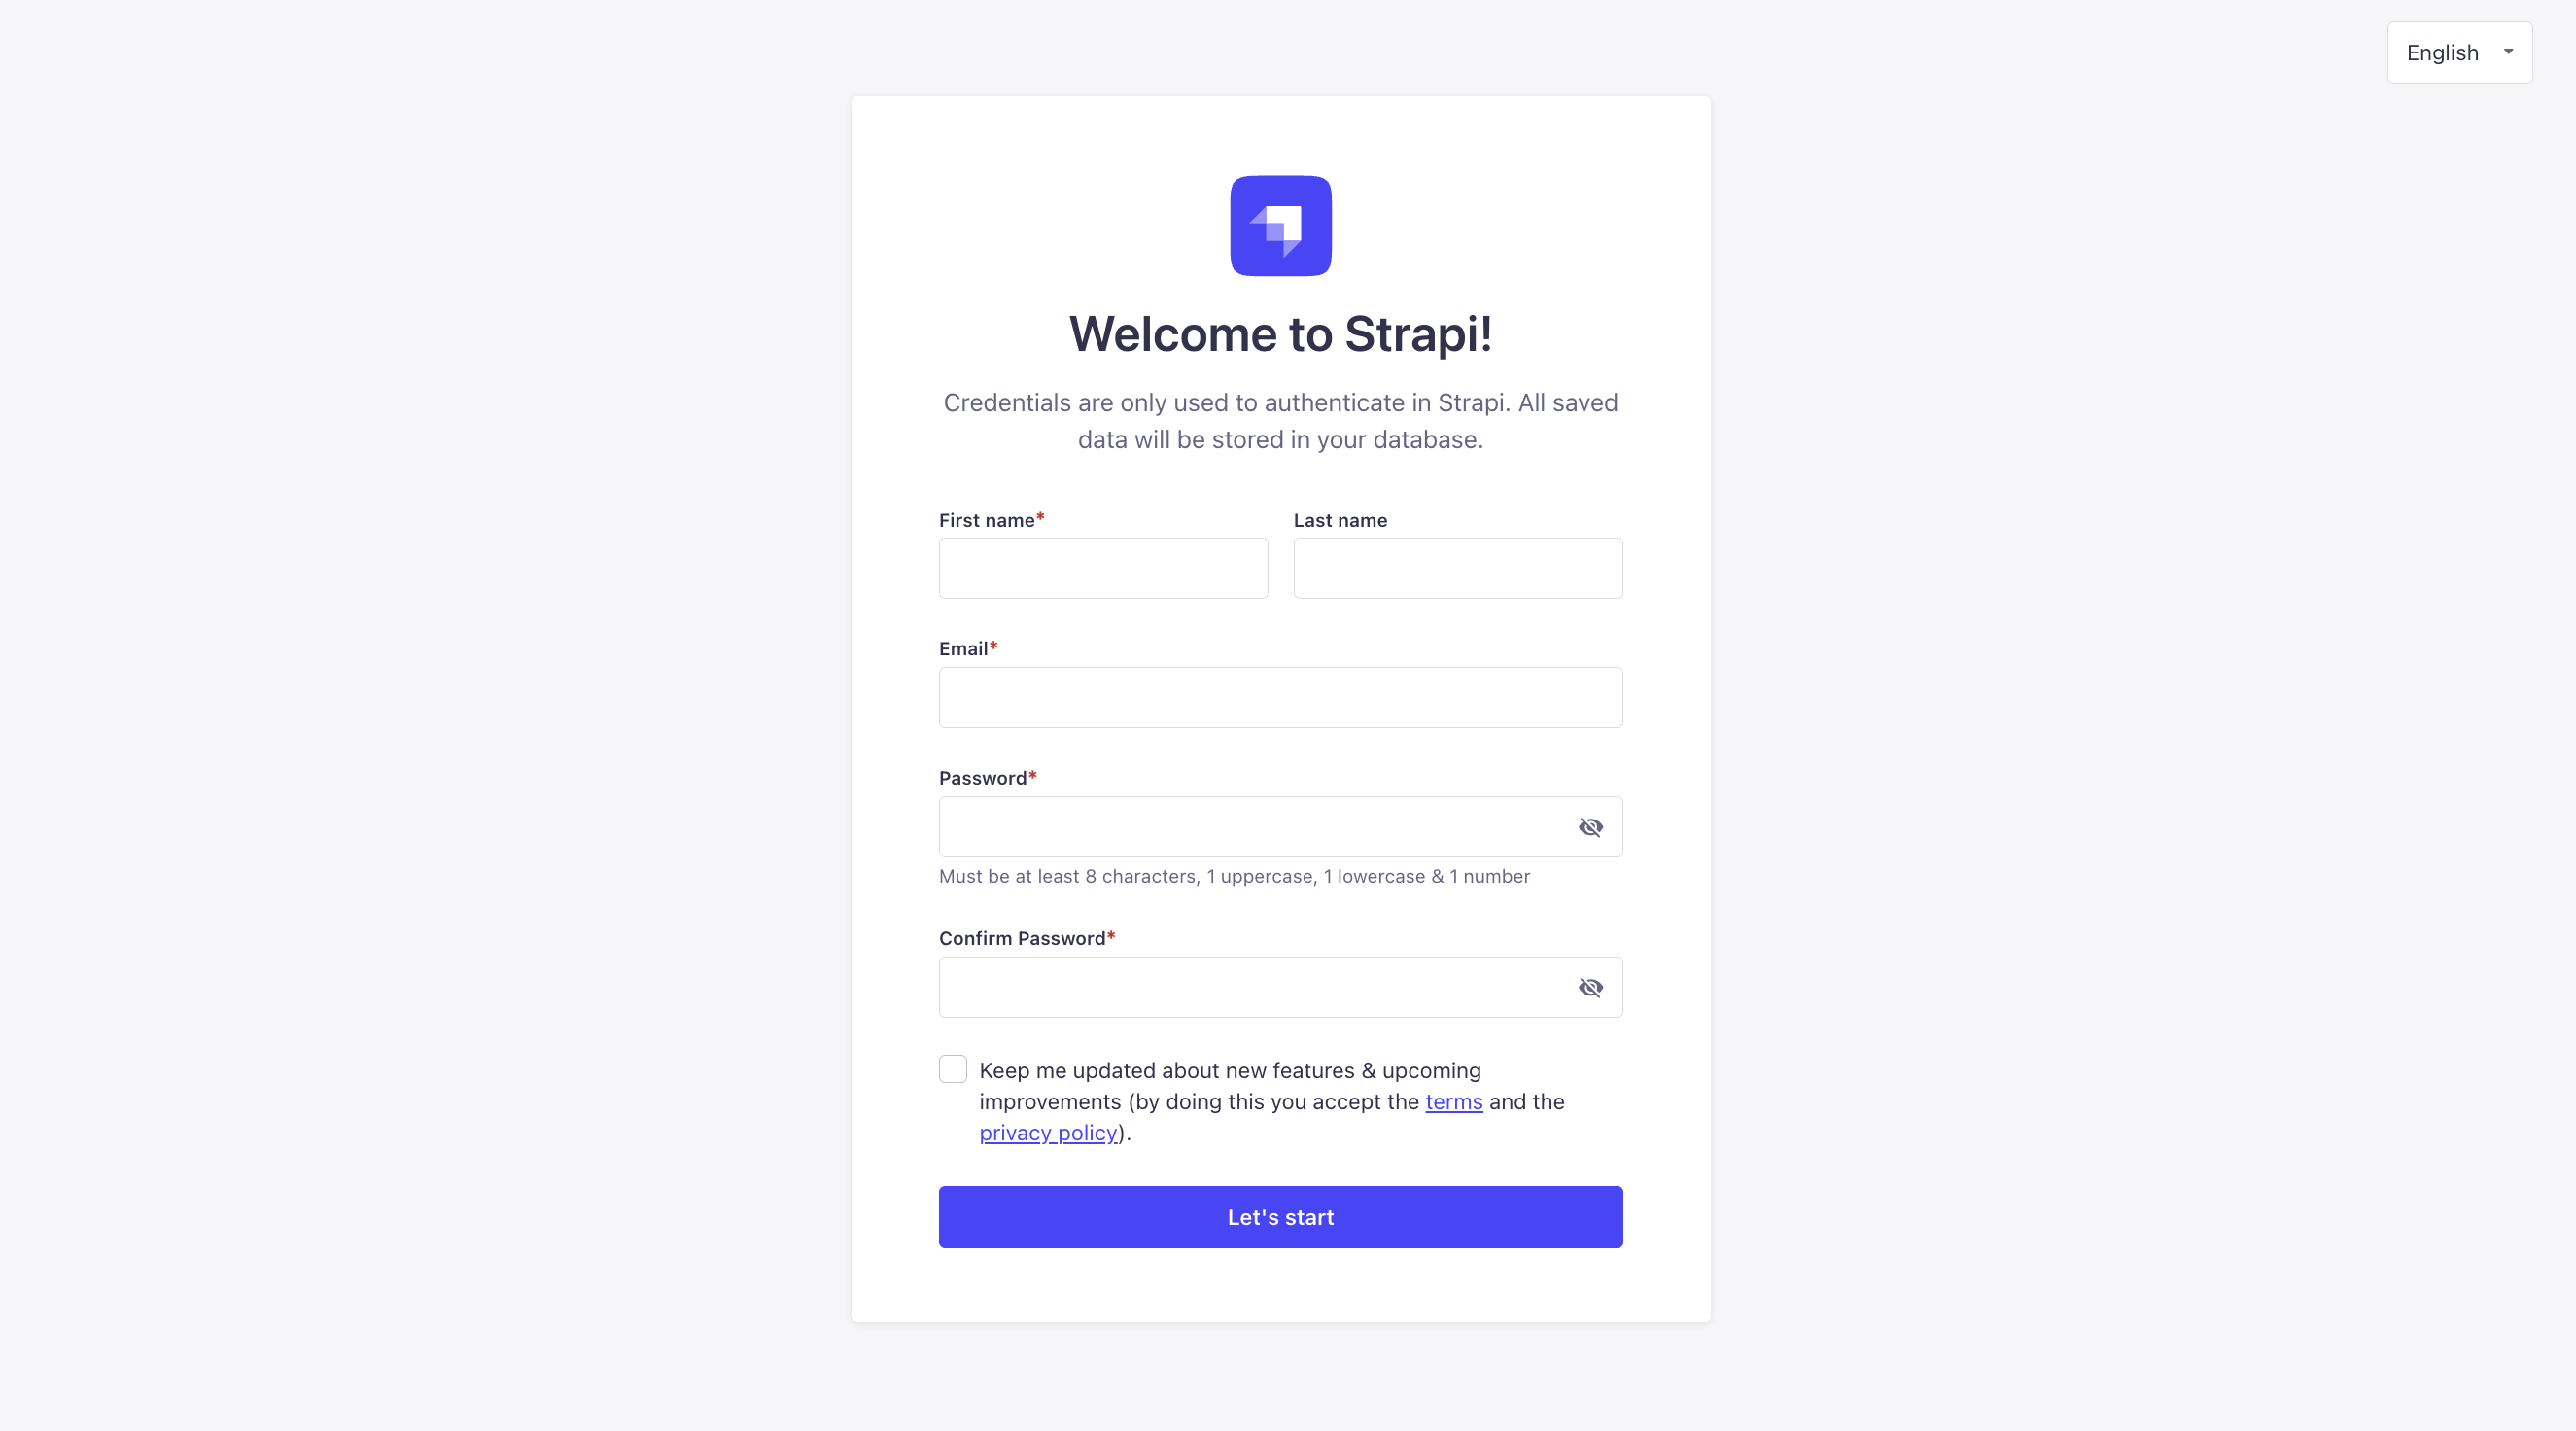 English
Welcome to Strapi!
Credentials are only used to authenticate in Strapi. All saved
data will be stored in your database.
First name*
Last name
Email*
Password*
Must be at least 8 characters, 1 uppercase, 1 lowercase & 1 number
Confirm Password*
Keep me updated about new features & upcoming
improvements (by doing this you accept the terms and the
privacy policy).
Let's start